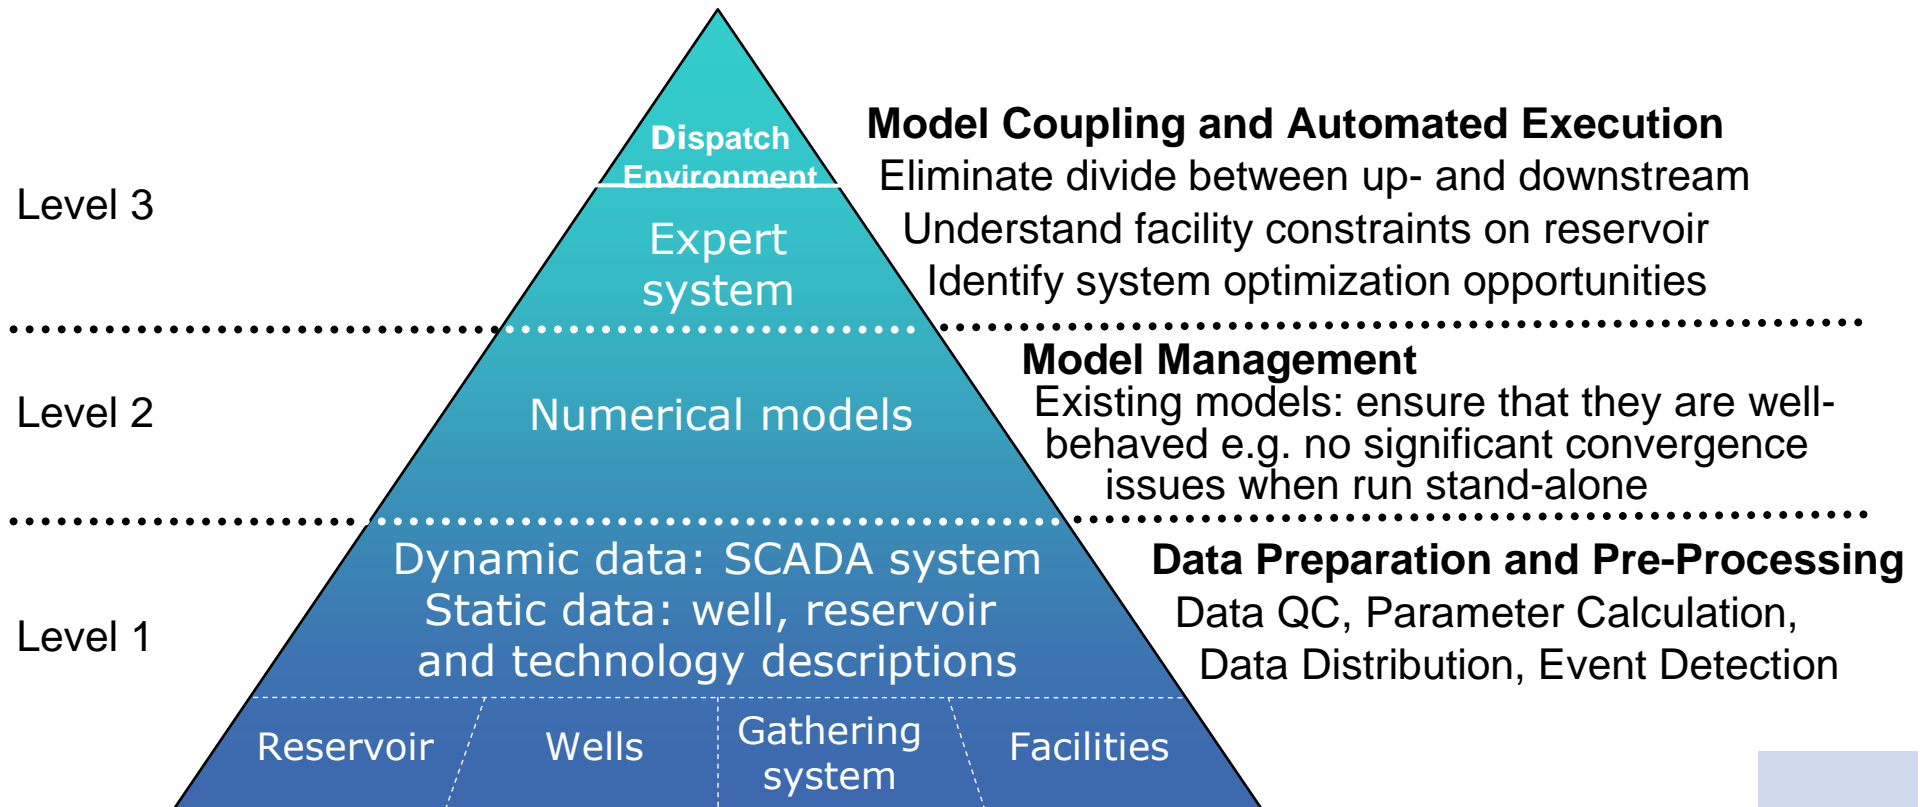 Dispatch
Environment
Model Coupling and Automated Execution
Eliminate divide between up- and downstream
Level 3
Expert
system
Understand facility constraints on reservoir
Identify system optimization opportunities
Model Management
Level 2
Numerical models
Existing models: ensure that they are well-
behaved e.g. no significant convergence
issues when run stand-alone
Dynamic data: SCADA system
Static data: well, reservoir
and technology descriptions
Level 1
Data Preparation and Pre-Processing
Data QC, Parameter Calculation,
Data Distribution, Event Detection
Reservoir
Wells
Gathering
system
Facilities